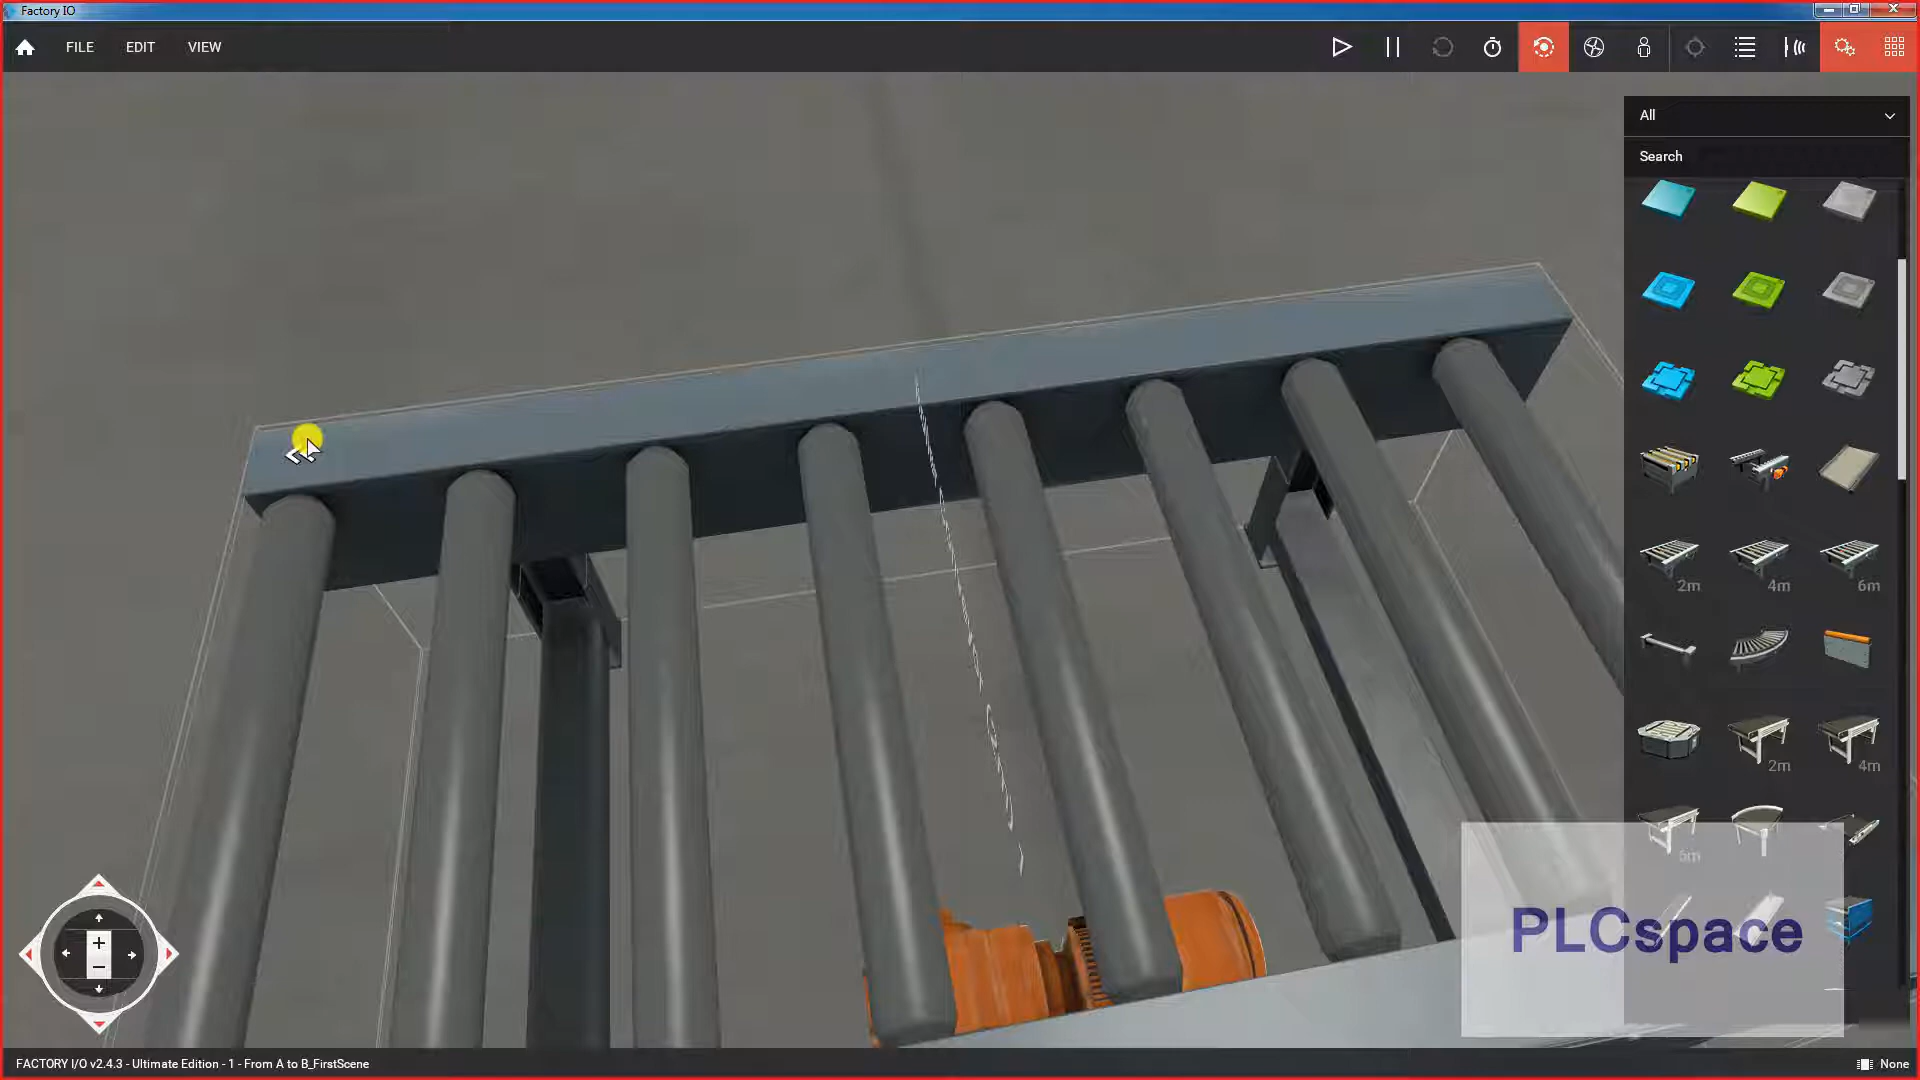 Factory IO
FILE EDIT VIEW
All
Search
2m 4m 6m
2m 4m
6m
PLCspace
FACTORY I/O v2.4.3 - Ultimate Edition - 1 - From A to B_FirstScene
None